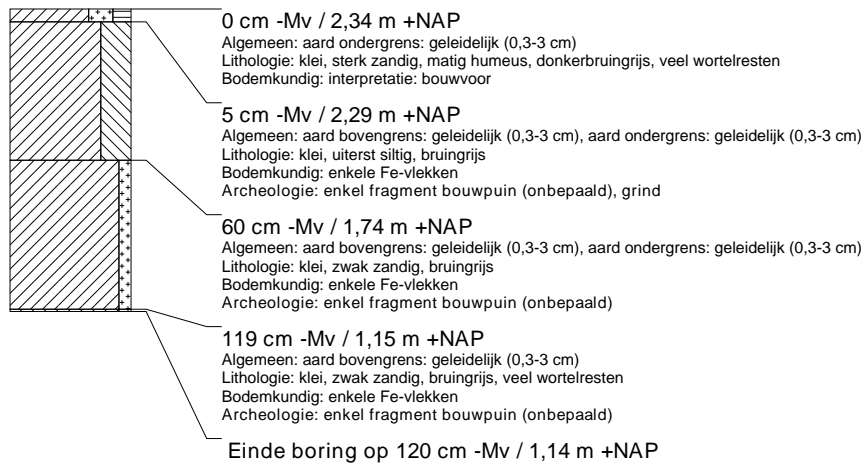 0 cm -Mv / 2,34 m +NAP
Algemeen: aard ondergrens: geleidelijk (0,3-3 cm)
Lithologie: klei, sterk zandig, matig humeus, donkerbruingrijs, veel wortelresten
Bodemkundig: interpretatie: bouwvoor
5 cm -Mv / 2,29 m +NAP
Algemeen: aard bovengrens: geleidelijk (0,3-3 cm), aard ondergrens: geleidelijk (0,3-3 cm)
Lithologie: klei, uiterst siltig, bruingrijs
Bodemkundig: enkele Fe-vlekken
Archeologie: enkel fragment bouwpuin (onbepaald), grind
60 cm -Mv / 1,74 m +NAP
Algemeen: aard bovengrens: geleidelijk (0,3-3 cm), aard ondergrens: geleidelijk (0,3-3 cm)
Lithologie: klei, zwak zandig, bruingrijs
Bodemkundig: enkele Fe-vlekken
Archeologie: enkel fragment bouwpuin (onbepaald)
119 cm -Mv / 1,15 m +NAP
Algemeen: aard bovengrens: geleidelijk (0,3-3 cm)
Lithologie: klei, zwak zandig, bruingrijs, veel wortelresten
Bodemkundig: enkele Fe-vlekken
Archeologie: enkel fragment bouwpuin (onbepaald)
Einde boring op 120 cm -Mv / 1,14 m +NAP